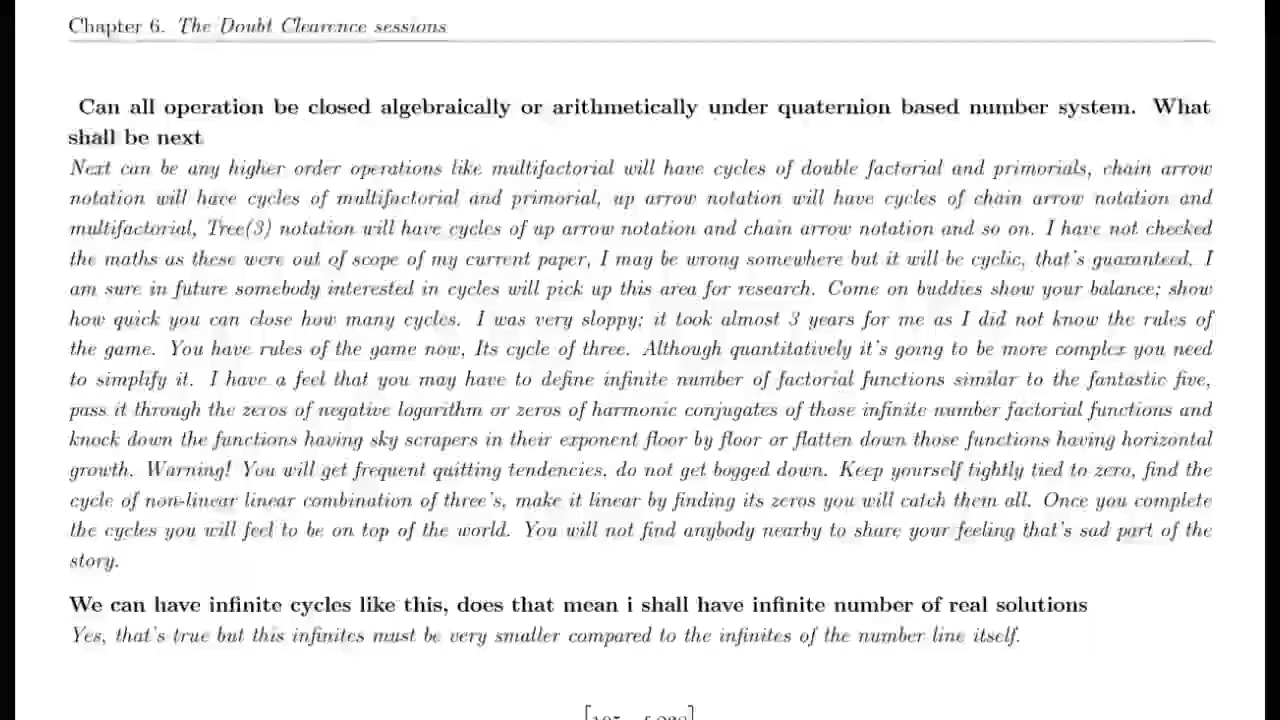 Chapter 6. The Doubt Clearence sessions
Can all operation be closed algebraically or arithmetically under quaternion based number system. What
shall be next
Next can be any higher order operations like multifactorial will have cycles of double factorial and primorials, chain arrow
notation will have cycles of multifactorial and primorial, up arrow notation will have cycles of chain arrow notation and
multifactorial, Tree(3) notation will have cycles of up arrow notation and chain arrow notation and so on. I have not checked
the maths as these were out of scope of my current paper, I may be wrong somewhere but it will be cyclic, that's guaranteed. I
am sure in future somebody interested in cycles will pick up this area for research. Come on buddies show your balance; show
how quick you can close how many cycles. I was very sloppy; it took almost 3 years for me as I did not know the rules of
the game. You have rules of the game now, Its cycle of three. Although quantitatively it's going to be more complex you need
to simplify it. I have a feel that you may have to define infinite number of factorial functions similar to the fantastic five,
pass it through the zeros of negative logarithm or zeros of harmonic conjugates of those infinite number factorial functions and
knock down the functions having sky scrapers in their exponent floor by floor or flatten down those functions having horizontal
growth. Warning! You will get frequent quitting tendencies, do not get bogged down. Keep yourself tightly tied to zero, find the
cycle of non-linear linear combination of three's, make it linear by finding its zeros you will catch them all. Once you complete
the cycles you will feel to be on top of the world. You will not find anybody nearby to share your feeling that's sad part of the
story.
We can have infinite cycles like this, does that mean i shall have infinite number of real solutions
Yes, that's true but this infinites must be very smaller compared to the infinites of the number line itself.